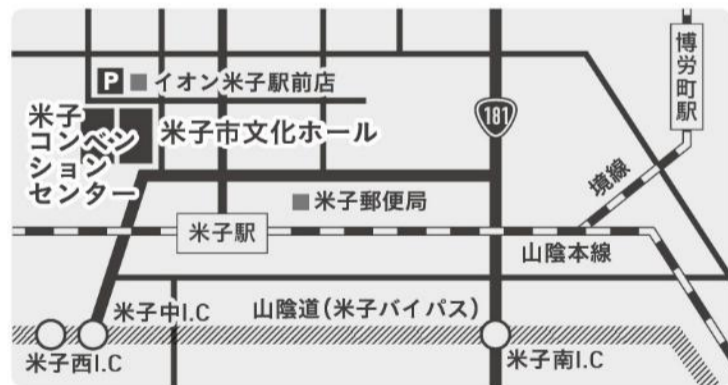 P
イオン米子駅前店
米子
コンベン
ション
センター
米子市文化ホール
181
博労町駅
米子郵便局
境線
米子駅
山陰本線
米子中I.C
山陰道(米子バイパス)
米子西I.C
米子南I.C